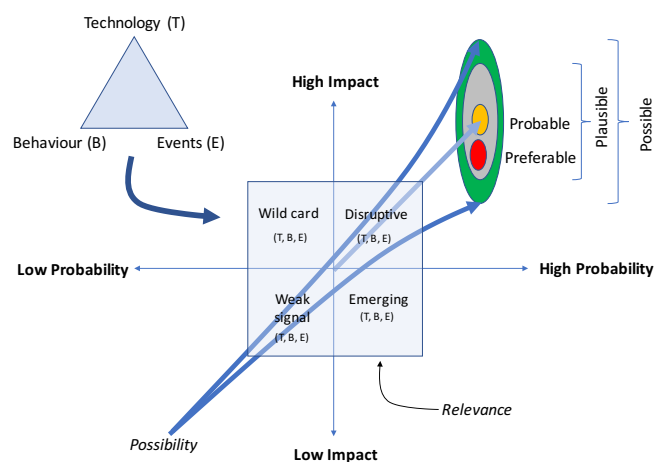 Technology (T)
Behaviour (B)
Events (E)
High Impact
Probable
Preferable
Plausible
Possible
Wild card
(T, B, E)
Disruptive
(T, B, E)
Low Probability
High Probability
Weak
signal
(T, B, E)
Emerging
(T, B, E)
Relevance
Possibility
Low Impact